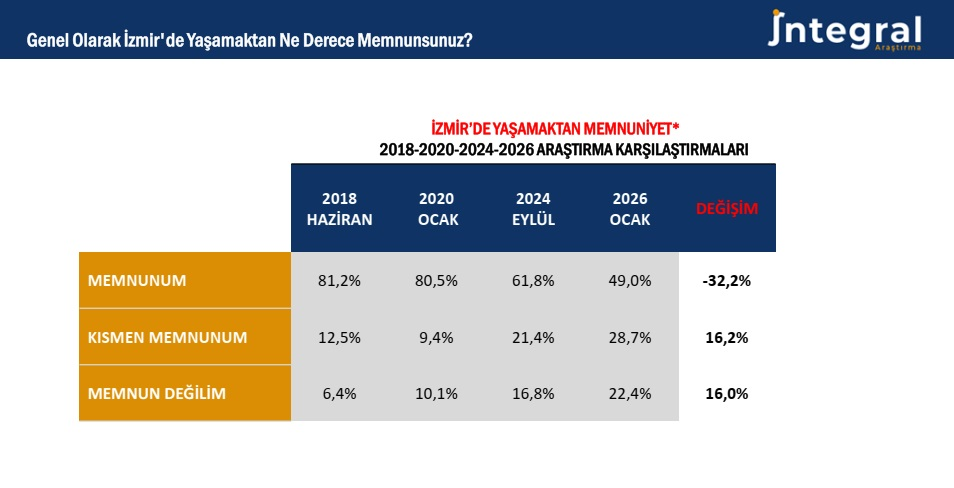 Genel Olarak İzmir'de Yaşamaktan Ne Derece Memnunsunuz?
integral
Araştırma
İZMİR'DE YAŞAMAKTAN MEMNUNİYET*
2018-2020-2024-2026 ARAŞTIRMA KARŞILAŞTIRMALARI
2018 HAZİRAN 2020 OCAK 2024 EYLÜL 2026 OCAK DEĞİŞİM
MEMNUNUM 81,2% 80,5% 61,8% 49,0% -32,2%
KISMEN MEMNUNUM 12,5% 9,4% 21,4% 28,7% 16,2%
MEMNUN DEĞİLİM 6,4% 10,1% 16,8% 22,4% 16,0%